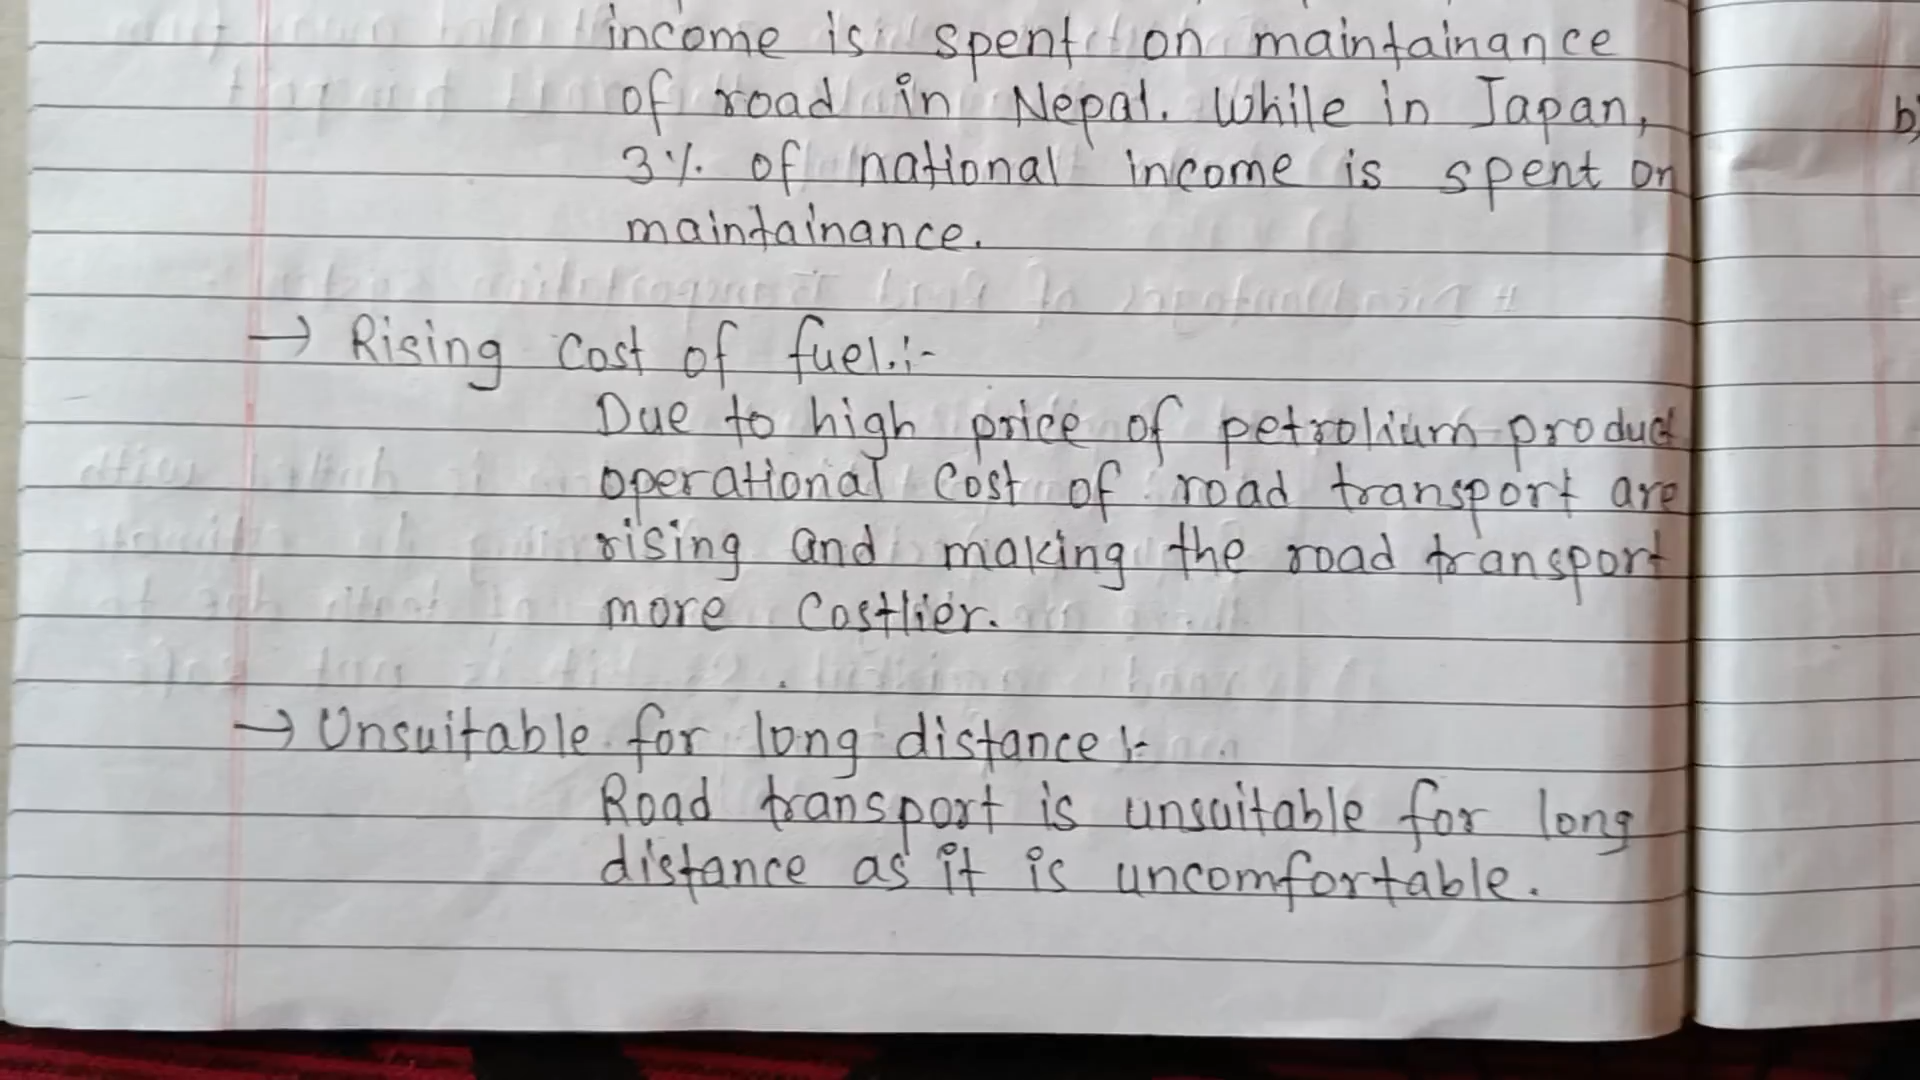 income is spent on maintainance
of road in Nepal. While in Japan,
3% of national income is spent on
maintainance.
→ Rising cost of fuel.:-
Due to high price of petrolium product
operational cost of road transport are
rising and making the road transport
more costlier.
→ Unsuitable for long distance :-
Road transport is unsuitable for long
distance as it is uncomfortable.
b)